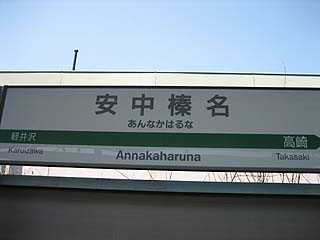 安中榛名
あんなかはるな
軽井沢
Karuizawa
Annakaharuna
高崎
Takasaki